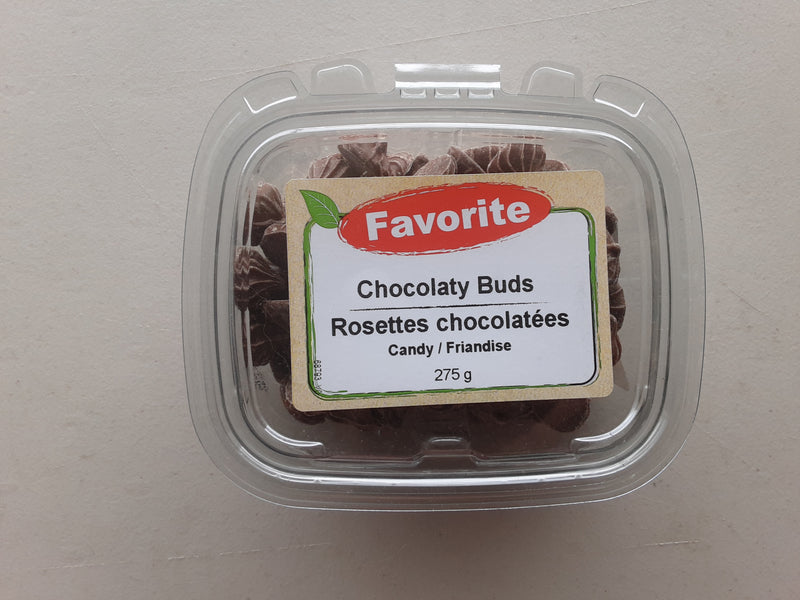 Favorite
Chocolaty Buds
Rosettes chocolatées
Candy / Friandise
275 g